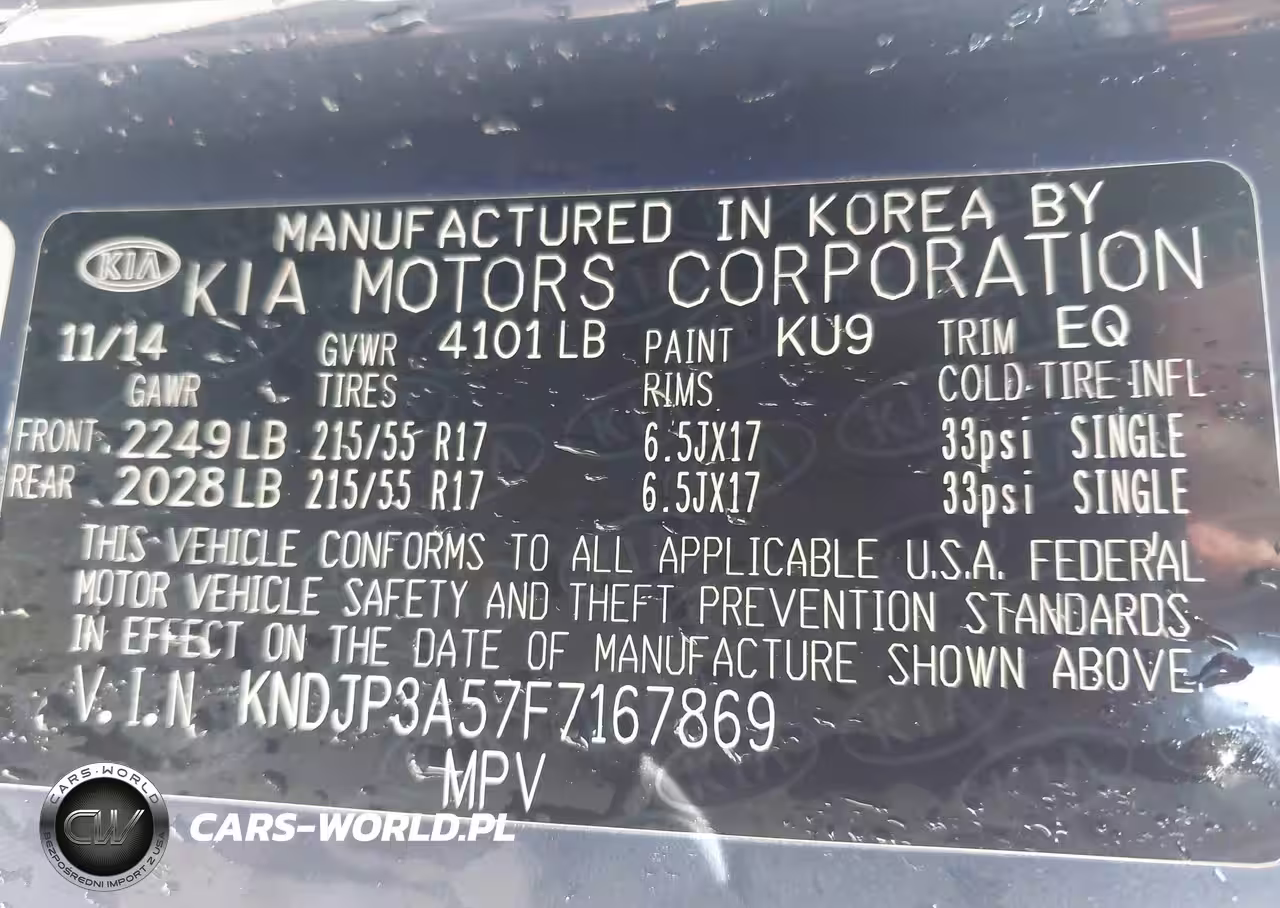 MANUFACTURED IN KOREA BY
KIA KIA MOTORS CORPORATION
11/14 GVWR 4101 LB PAINT KU9 TRIM EQ
GAWR TIRES RIMS COLD TIRE INFL
FRONT 2249 LB 215/55 R17 6.5JX17 33psi SINGLE
REAR 2028 LB 215/55 R17 6.5JX17 33psi SINGLE
THIS VEHICLE CONFORMS TO ALL APPLICABLE U.S.A. FEDERAL
MOTOR VEHICLE SAFETY AND THEFT PREVENTION STANDARDS
IN EFFECT ON THE DATE OF MANUFACTURE SHOWN ABOVE.
V.I.N KNDJP3A57F7167869
MPV
CARS-WORLD
CW
BEZPOŚREDNI IMPORT Z USA
CARS-WORLD.PL